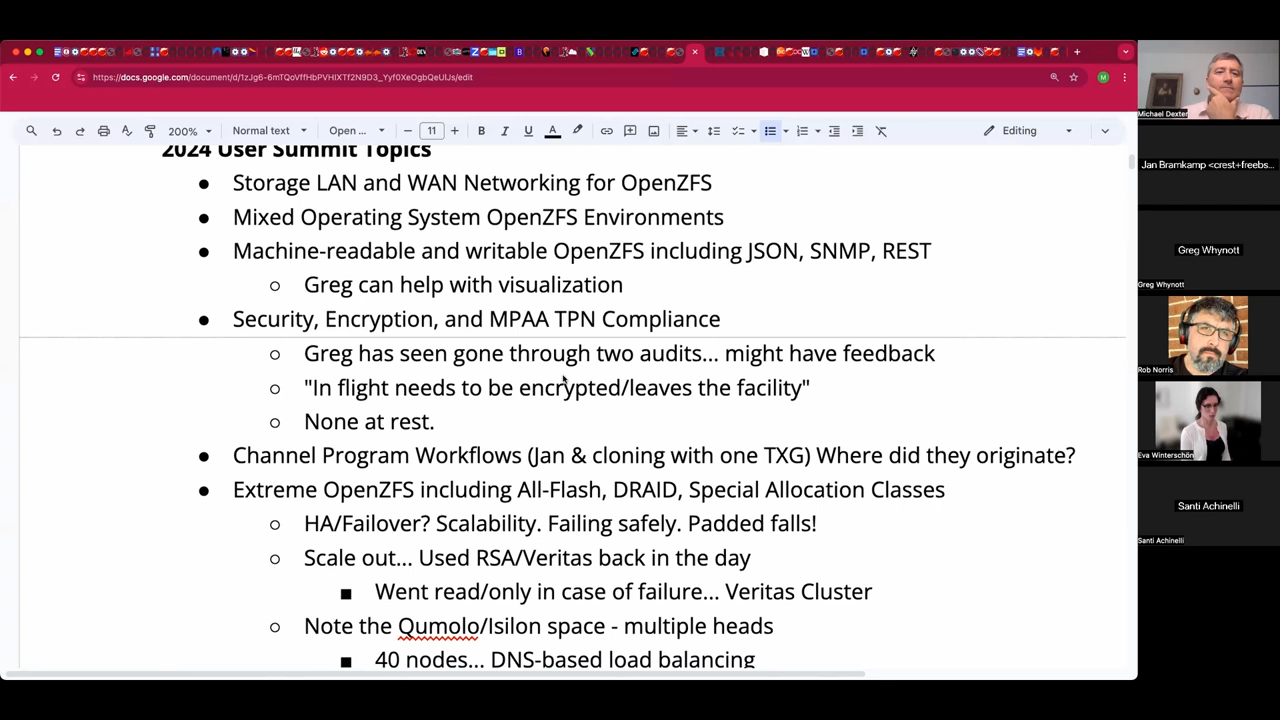 https://docs.google.com/document/d/1zJg6-6mTQoVffHbPVHIXTf2N9D3_Yyf0XeOgbQeUIJs/edit
M
200%
Normal text
Open ...
11
Editing
2024 User Summit Topics
● Storage LAN and WAN Networking for OpenZFS
● Mixed Operating System OpenZFS Environments
● Machine-readable and writable OpenZFS including JSON, SNMP, REST
○ Greg can help with visualization
● Security, Encryption, and MPAA TPN Compliance
○ Greg has seen gone through two audits... might have feedback
○ "In flight needs to be encrypted/leaves the facility"
○ None at rest.
● Channel Program Workflows (Jan & cloning with one TXG) Where did they originate?
● Extreme OpenZFS including All-Flash, DRAID, Special Allocation Classes
○ HA/Failover? Scalability. Failing safely. Padded falls!
○ Scale out... Used RSA/Veritas back in the day
■ Went read/only in case of failure... Veritas Cluster
○ Note the Qumolo/Isilon space - multiple heads
■ 40 nodes... DNS-based load balancing
Michael Dexter
Jan Bramkamp <crest+freebs...
Greg Whynott
Greg Whynott
Rob Norris
Eva Winterschön
Santi Achinelli
Santi Achinelli